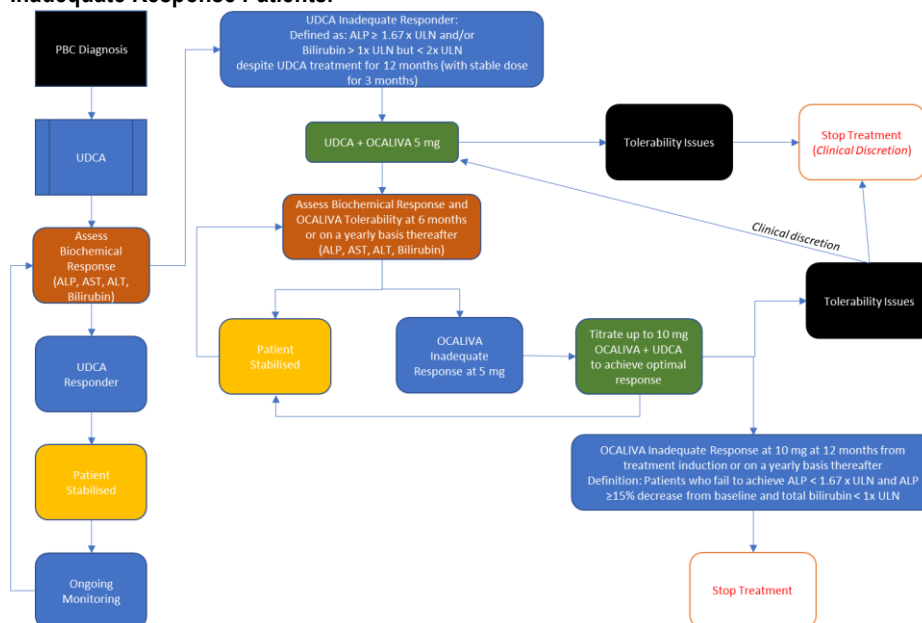 Inadequate Response Patients.
PBC Diagnosis
UDCA
Assess
Biochemical
Response
(ALP, AST, ALT,
Bilirubin)
UDCA
Responder
Patient
Stabilised
Ongoing
Monitoring
UDCA Inadequate Responder:
Defined as: ALP ≥ 1.67 x ULN and/or
Bilirubin > 1x ULN but < 2x ULN
despite UDCA treatment for 12 months (with stable dose
for 3 months)
UDCA + OCALIVA 5 mg
Tolerability Issues
Stop Treatment
(Clinical Discretion)
Assess Biochemical Response and
OCALIVA Tolerability at 6 months
or on a yearly basis thereafter
(ALP, AST, ALT, Bilirubin)
Clinical discretion
Tolerability Issues
Patient
Stabilised
OCALIVA
Inadequate
Response at 5 mg
Titrate up to 10 mg
OCALIVA + UDCA
to achieve optimal
response
OCALIVA Inadequate Response at 10 mg at 12 months from
treatment induction or on a yearly basis thereafter
Definition: Patients who fail to achieve ALP < 1.67 x ULN and ALP
≥15% decrease from baseline and total bilirubin < 1x ULN
Stop Treatment